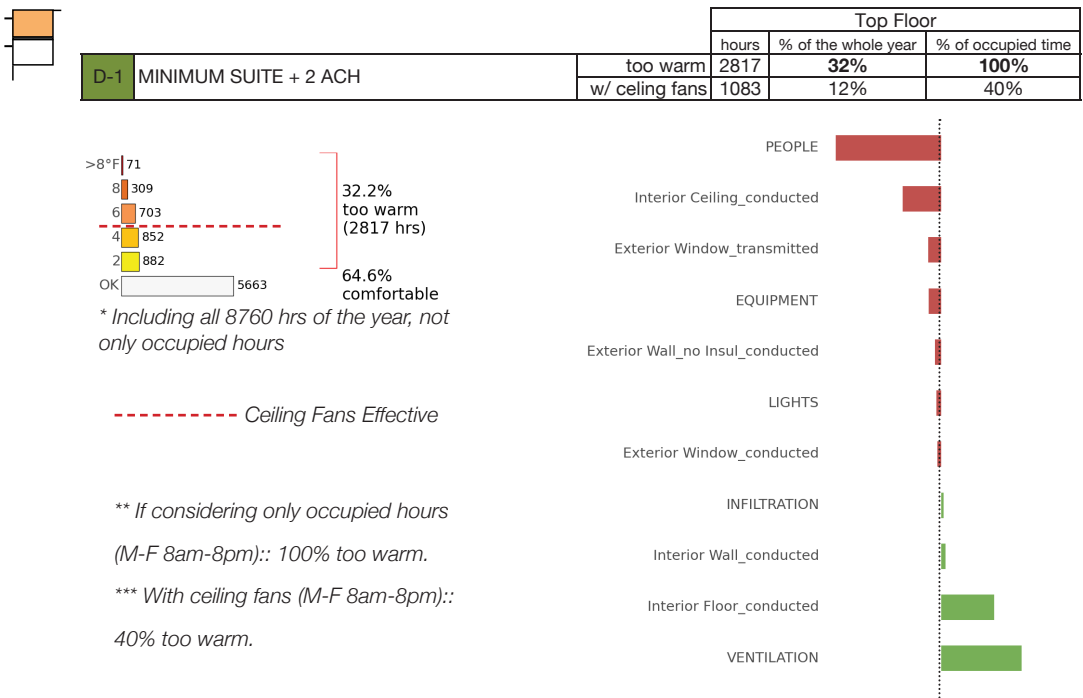 Top Floor
hours % of the whole year % of occupied time
D-1 MINIMUM SUITE + 2 ACH too warm 2817 32% 100%
w/ celing fans 1083 12% 40%
>8°F 71
8 309
6 703
4 852
2 882
OK 5663
32.2%
too warm
(2817 hrs)
64.6%
comfortable
* Including all 8760 hrs of the year, not
only occupied hours
Ceiling Fans Effective
** If considering only occupied hours
(M-F 8am-8pm):: 100% too warm.
*** With ceiling fans (M-F 8am-8pm)::
40% too warm.
PEOPLE
Interior Ceiling_conducted
Exterior Window_transmitted
EQUIPMENT
Exterior Wall_no Insul_conducted
LIGHTS
Exterior Window_conducted
INFILTRATION
Interior Wall_conducted
Interior Floor_conducted
VENTILATION